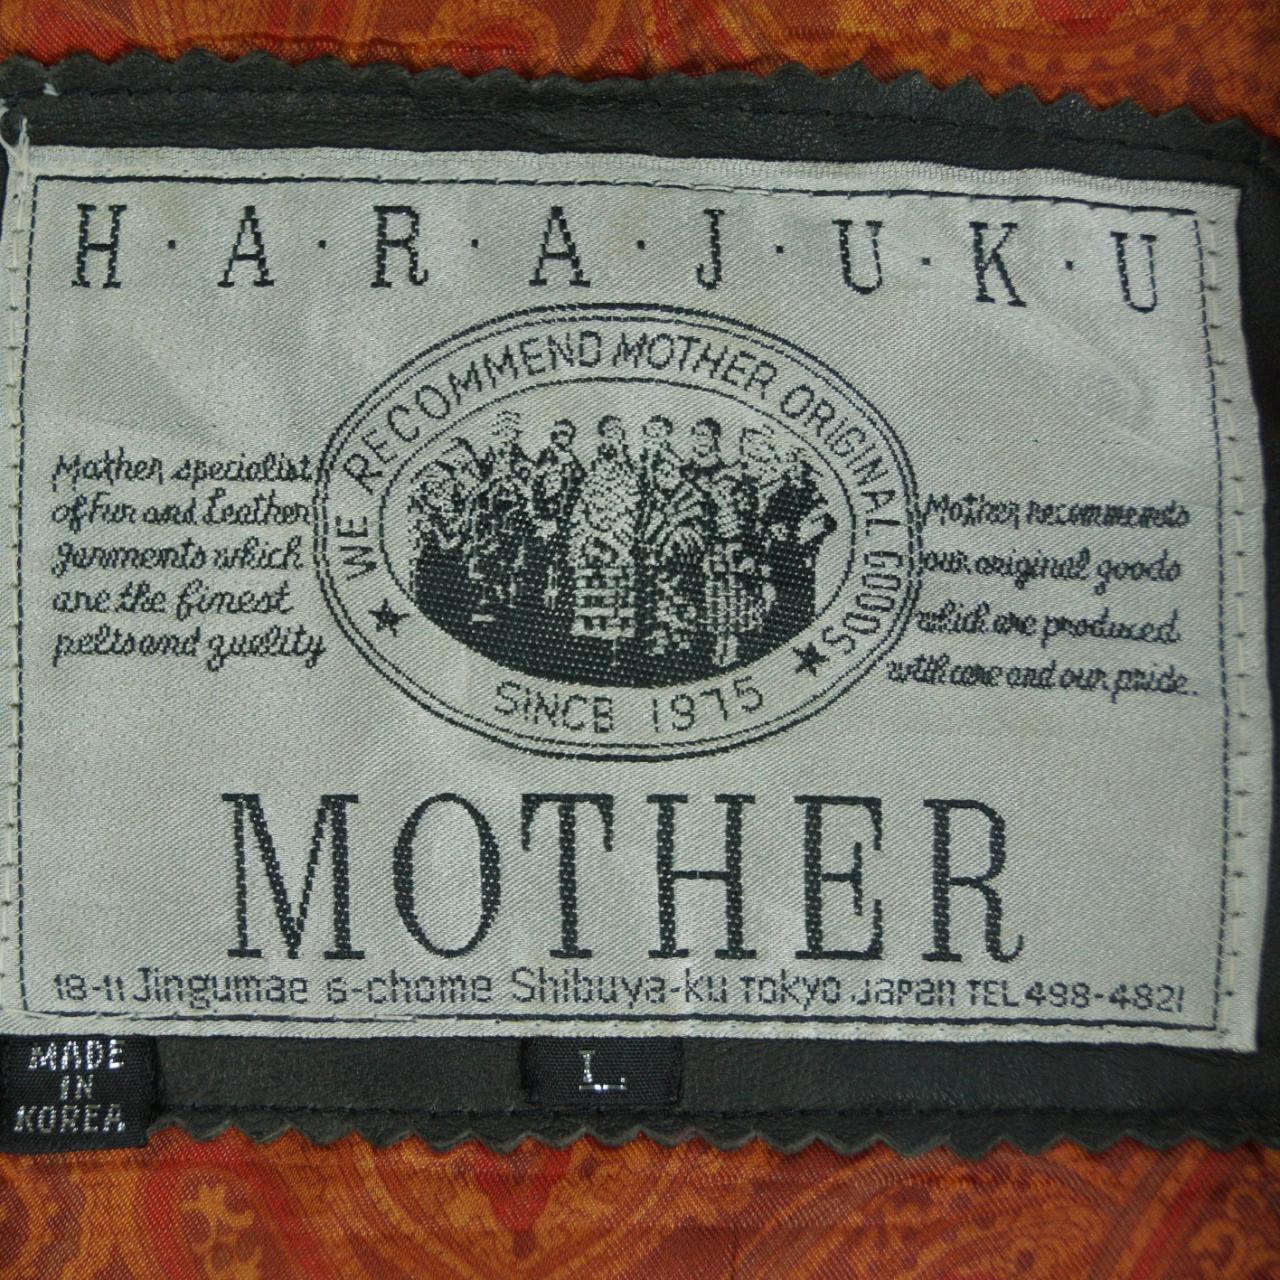 H·A·R·A·J·U·K·U
WE RECOMMEND MOTHER ORIGINAL GOODS
★ SINCE 1975 ★
Mother specialist
of Fur and Leather
garments which
are the finest
pelts and quality
Mother recommends
our original goods
which are produced
with care and our pride.
MOTHER
18-11 Jingumae 6-chome Shibuya-ku Tokyo Japan TEL 498-4821
MADE
IN
KOREA
L